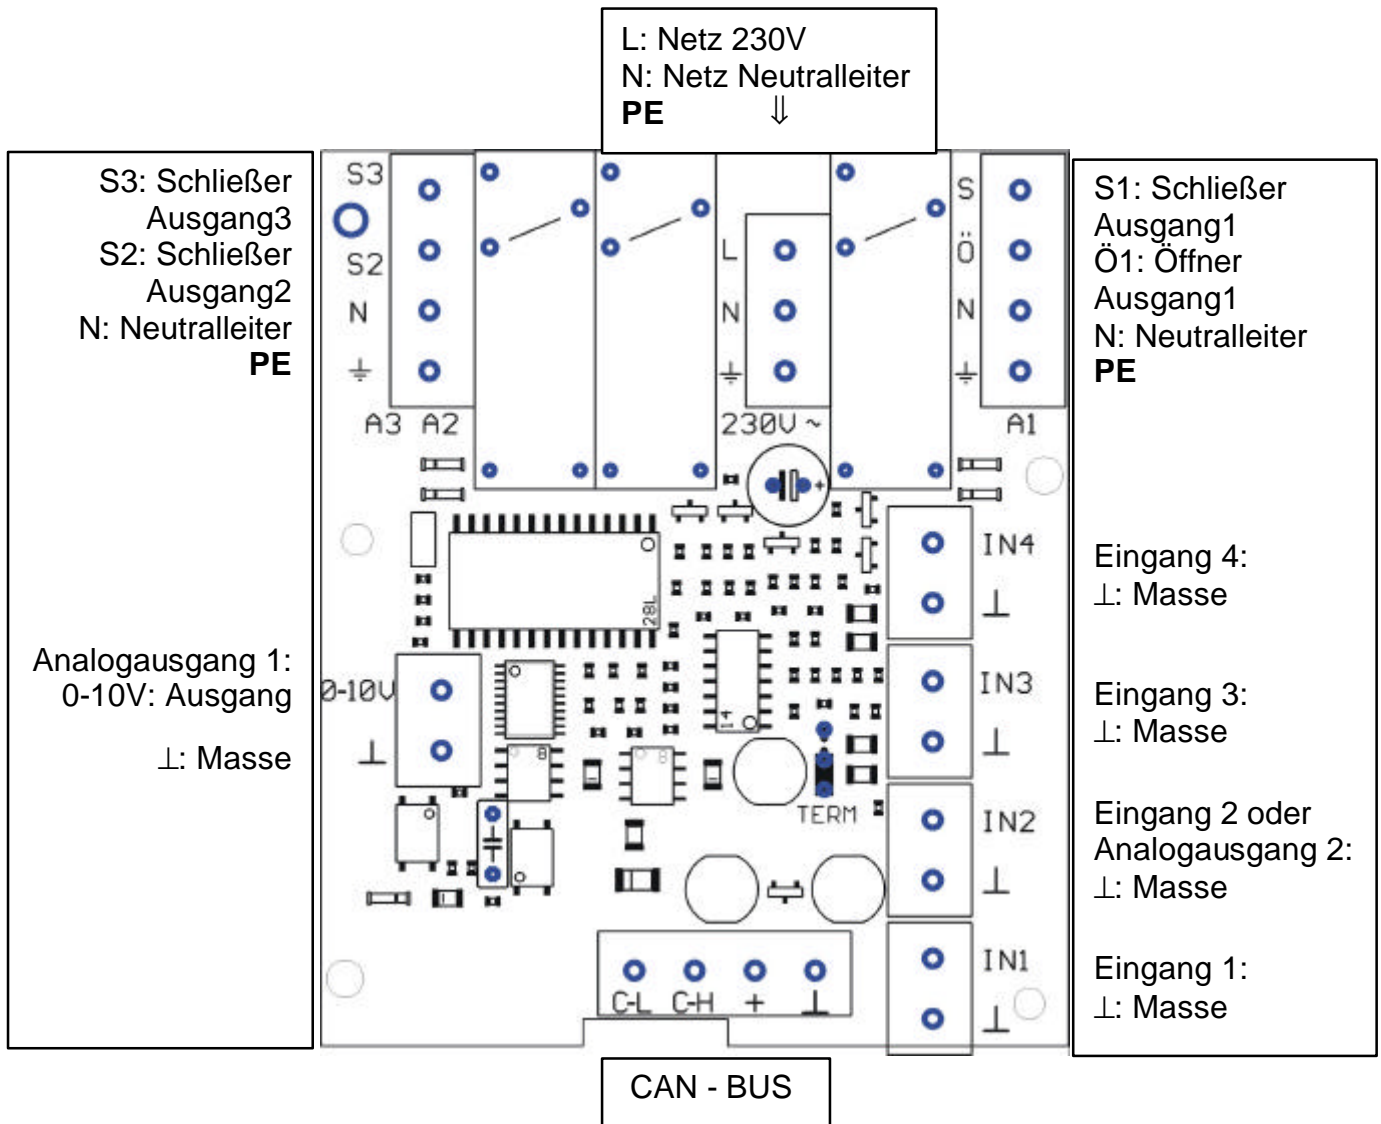 L: Netz 230V
N: Netz Neutralleiter
PE ⇓
S3: Schließer
Ausgang3
S2: Schließer
Ausgang2
N: Neutralleiter
PE
Analogausgang 1:
0-10V: Ausgang
⊥: Masse
S3
S2
N
⏚
A3 A2
L
N
⏚
230V ~
S
Ö
N
⏚
A1
+
28L
14
8
8
0-10V
⊥
TERM
IN4
⊥
IN3
⊥
IN2
⊥
IN1
⊥
C-L C-H + ⊥
S1: Schließer
Ausgang1
Ö1: Öffner
Ausgang1
N: Neutralleiter
PE
Eingang 4:
⊥: Masse
Eingang 3:
⊥: Masse
Eingang 2 oder
Analogausgang 2:
⊥: Masse
Eingang 1:
⊥: Masse
CAN - BUS